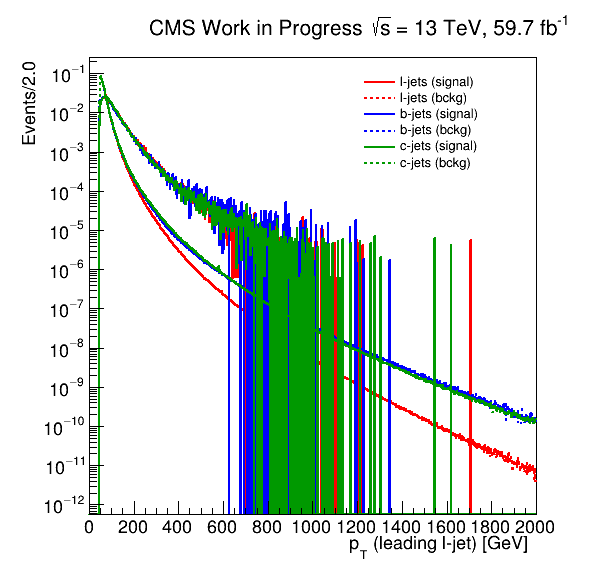 CMS Work in Progress √s = 13 TeV, 59.7 fb⁻¹
Events/2.0
l-jets (signal)
l-jets (bckg)
b-jets (signal)
b-jets (bckg)
c-jets (signal)
c-jets (bckg)
10⁻¹
10⁻²
10⁻³
10⁻⁴
10⁻⁵
10⁻⁶
10⁻⁷
10⁻⁸
10⁻⁹
10⁻¹⁰
10⁻¹¹
10⁻¹²
0 200 400 600 800 1000 1200 1400 1600 1800 2000
p_T (leading l-jet) [GeV]